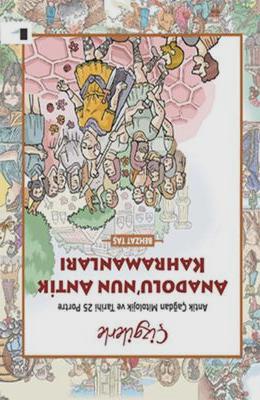 Çizgilerle
Antik Çağdan Mitolojik ve Tarihi 25 Portre
ANADOLU'NUN ANTİK
KAHRAMANLARI
BEHZAT TAŞ